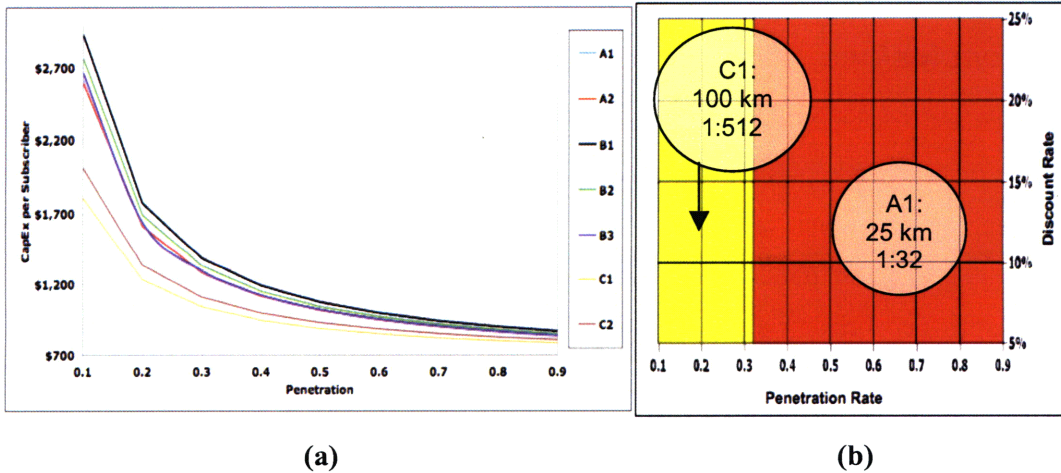 $2,700
$2,200
$1,700
$1,200
$700
CapEx per Subscriber
0.1 0.2 0.3 0.4 0.5 0.6 0.7 0.8 0.9
Penetration
A1
A2
B1
B2
B3
C1
C2
(a)
C1:
100 km
1:512
A1:
25 km
1:32
25%
20%
15%
10%
5%
Discount Rate
0.1 0.2 0.3 0.4 0.5 0.6 0.7 0.8 0.9
Penetration Rate
(b)